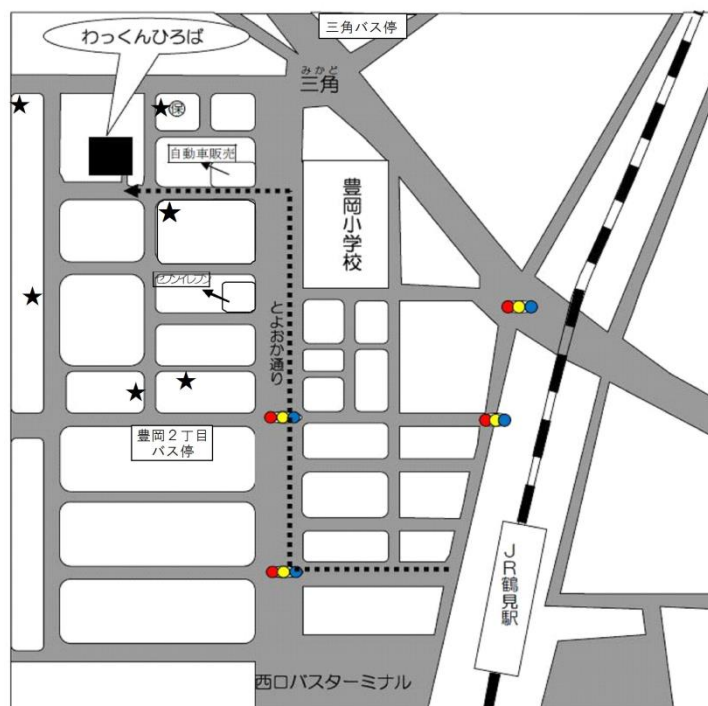 三角バス停
わっくんひろば
みかど
三角
保
自動車販売
豊岡小学校
セブンイレブン
とよおか通り
豊岡2丁目
バス停
JR鶴見駅
西口バスターミナル